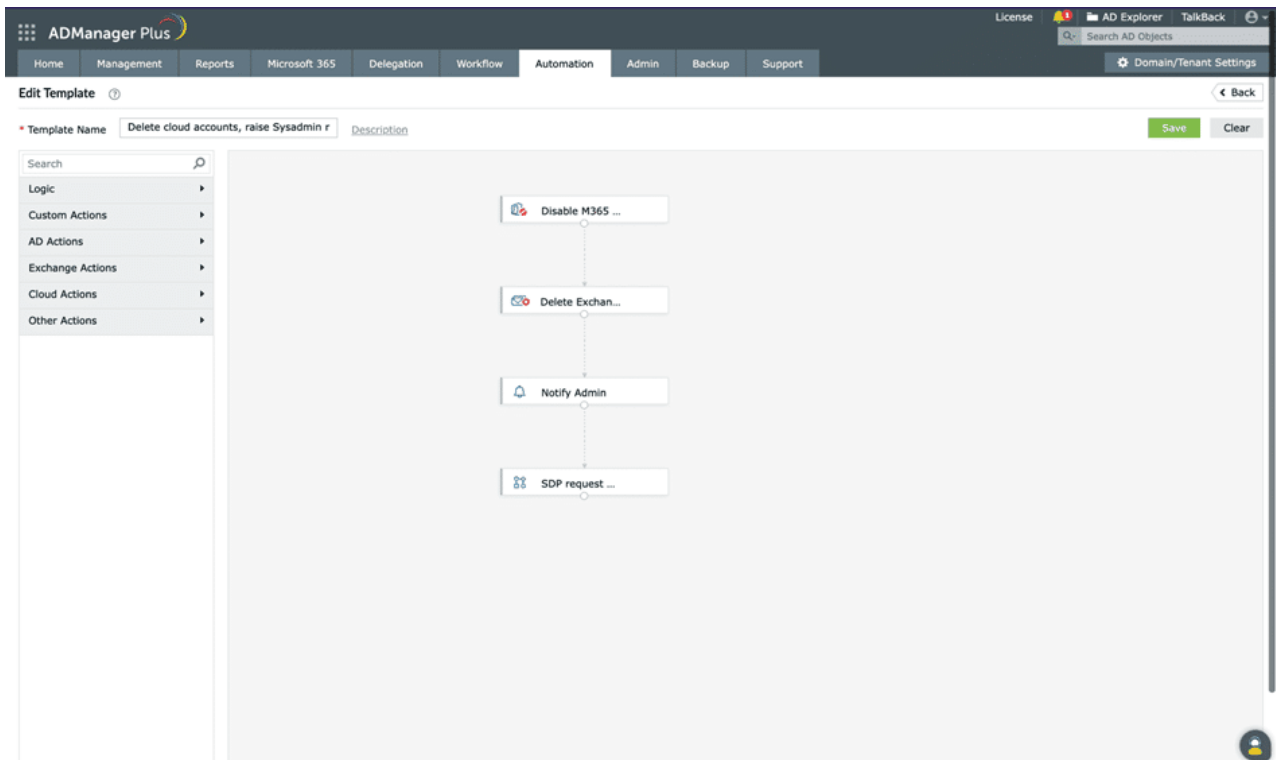 License
1
AD Explorer
TalkBack
ADManager Plus
Search AD Objects
Home
Management
Reports
Microsoft 365
Delegation
Workflow
Automation
Admin
Backup
Support
Domain/Tenant Settings
Edit Template
Back
* Template Name
Delete cloud accounts, raise Sysadmin r
Description
Save
Clear
Search
Logic
Custom Actions
AD Actions
Exchange Actions
Cloud Actions
Other Actions
Disable M365 ...
Delete Exchan...
Notify Admin
SDP request ...